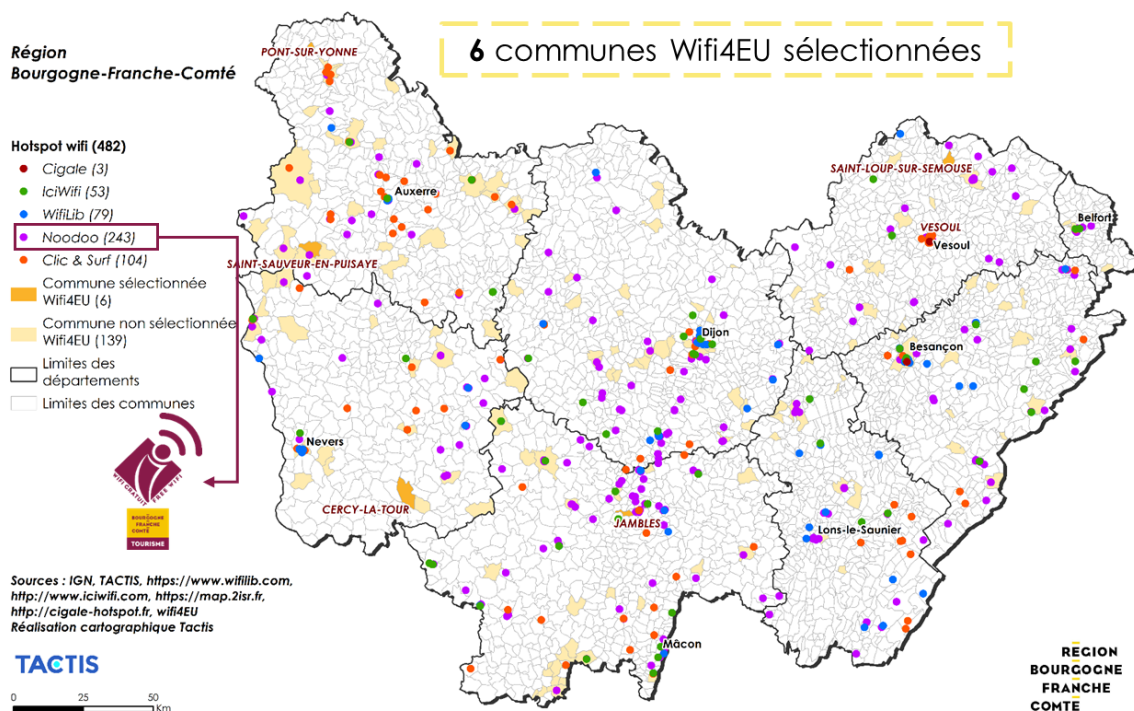 6 communes Wifi4EU sélectionnées
Région
Bourgogne-Franche-Comté
Hotspot wifi (482)
Cigale (3)
IciWifi (53)
WifiLib (79)
Noodoo (243)
Clic & Surf (104)
Commune sélectionnée
Wifi4EU (6)
Commune non sélectionnée
Wifi4EU (139)
Limites des
départements
Limites des communes
PONT-SUR-YONNE
Auxerre
SAINT-SAUVEUR-EN-PUISAYE
SAINT-LOUP-SUR-SEMOUSE
Belfort
VESOUL
Vesoul
Dijon
Besançon
Nevers
CERCY-LA-TOUR
JAMBLES
Lons-le-Saunier
Mâcon
WIFI GRATUIT FREE WIFI
BOURGOGNE
FRANCHE
COMTÉ
TOURISME
Sources : IGN, TACTIS, https://www.wifilib.com,
http://www.iciwifi.com, https://map.2isr.fr,
http://cigale-hotspot.fr, wifi4EU
Réalisation cartographique Tactis
TACTIS
0 25 50
Km
RÉGION
BOURGOGNE
FRANCHE
COMTE